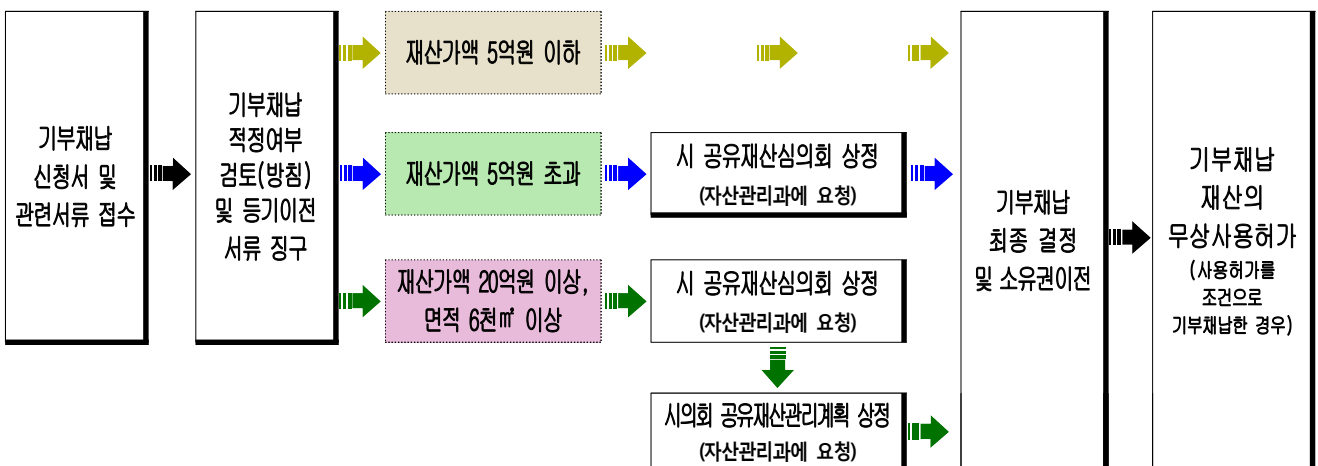 기부채납
신청서 및
관련서류 접수
기부채납
적정여부
검토(방침)
및 등기이전
서류 징구
재산가액 5억원 이하
재산가액 5억원 초과
시 공유재산심의회 상정
(자산관리과에 요청)
재산가액 20억원 이상,
면적 6천㎡ 이상
시 공유재산심의회 상정
(자산관리과에 요청)
시의회 공유재산관리계획 상정
(자산관리과에 요청)
기부채납
최종 결정
및 소유권이전
기부채납
재산의
무상사용허가
(사용허가를
조건으로
기부채납한 경우)